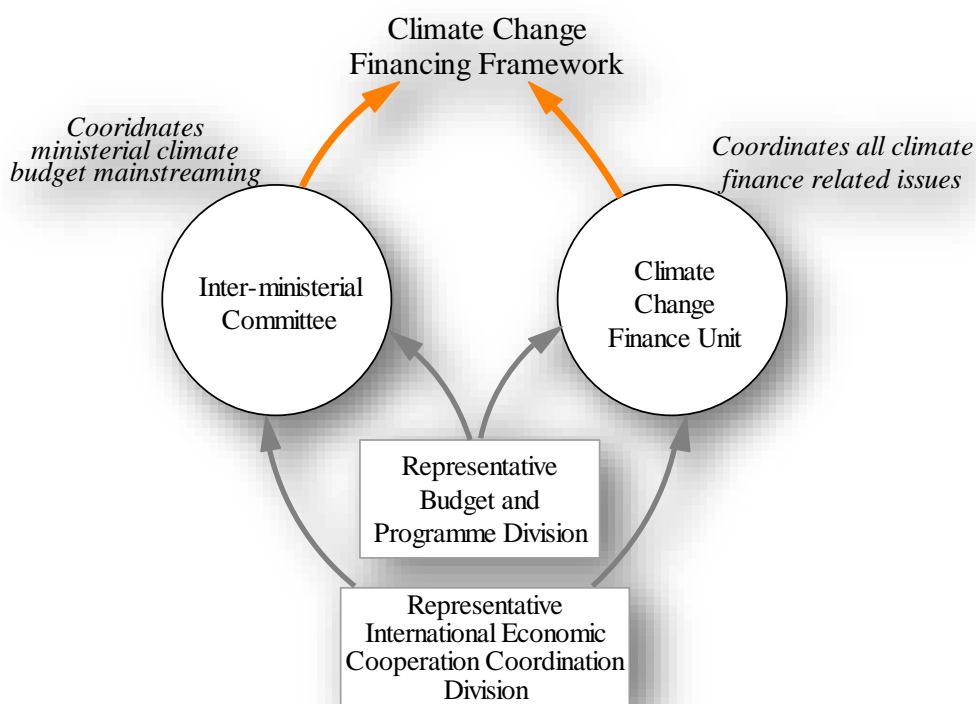 Climate Change
Financing Framework
Cooridnates
ministerial climate
budget mainstreaming
Coordinates all climate
finance related issues
Inter-ministerial
Committee
Climate
Change
Finance Unit
Representative
Budget and
Programme Division
Representative
International Economic
Cooperation Coordination
Division